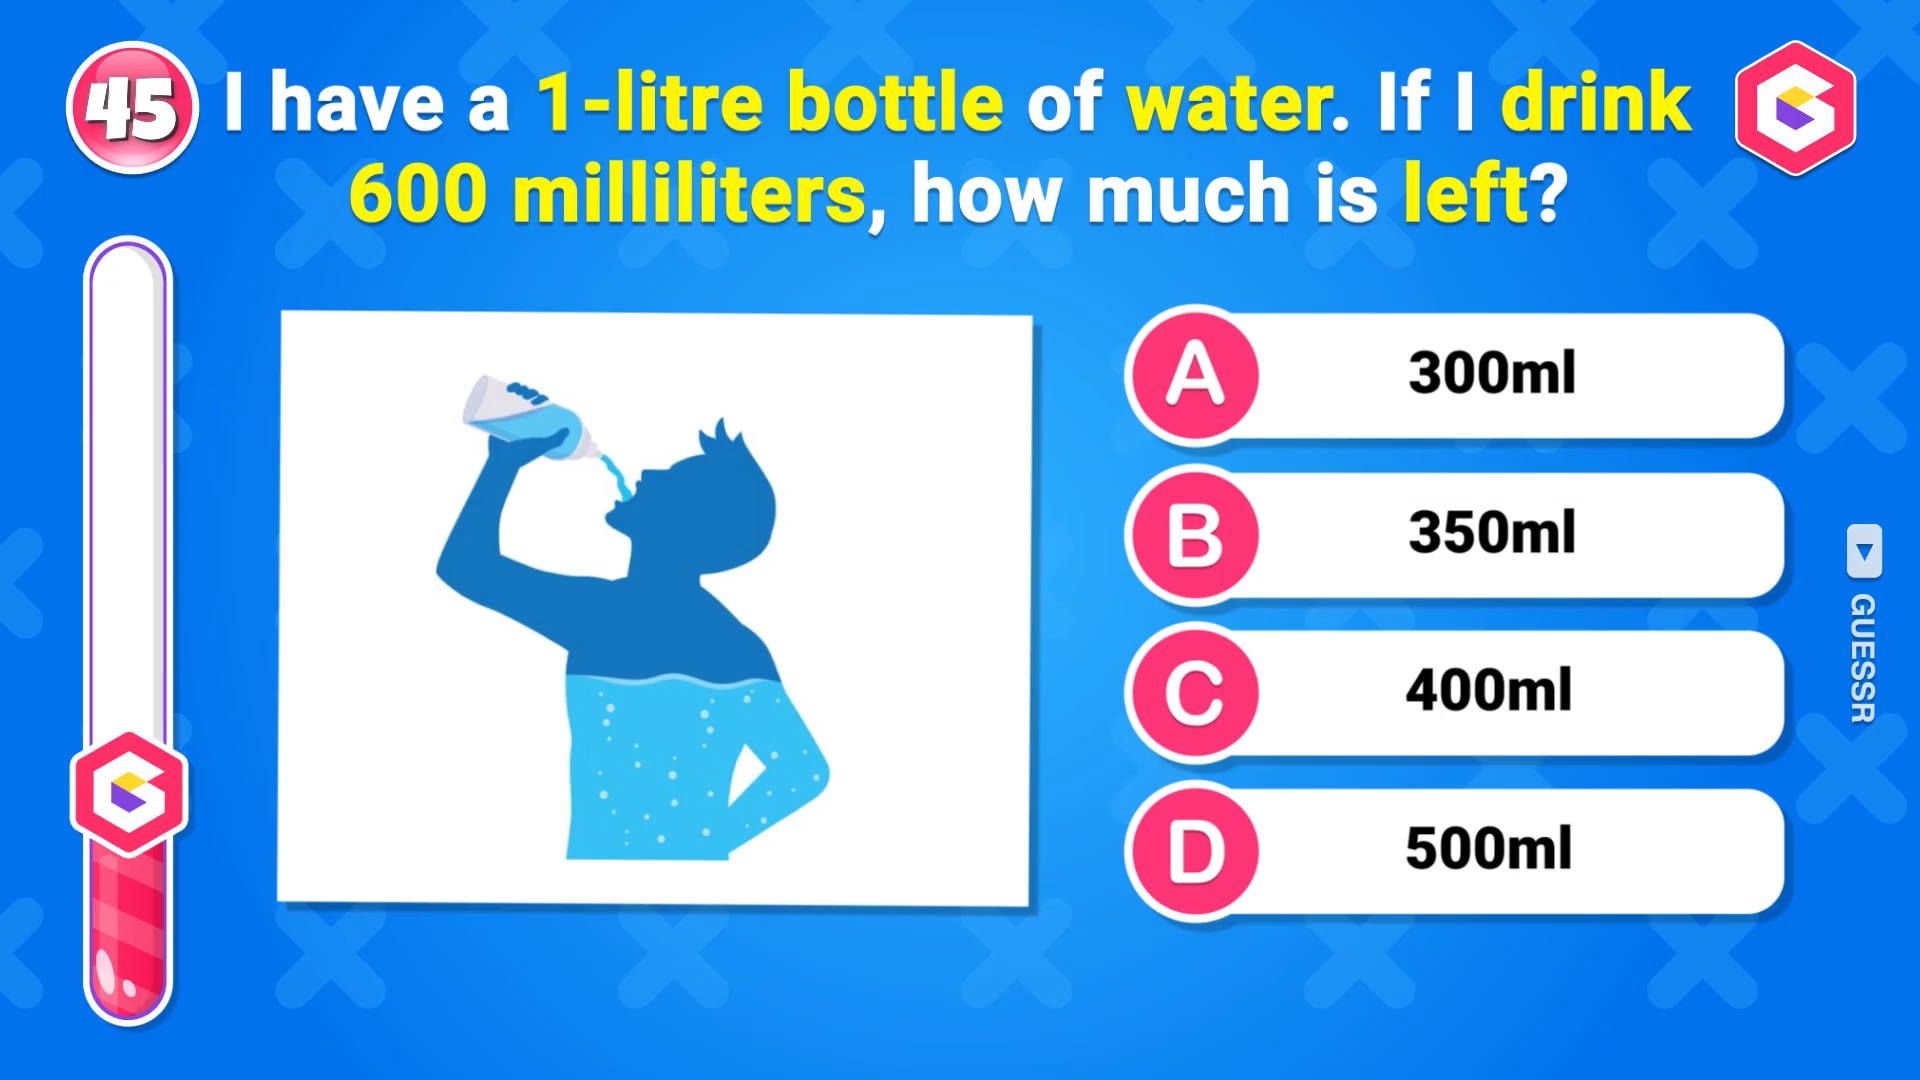 45
I have a 1-litre bottle of water. If I drink
600 milliliters, how much is left?
A 300ml
B 350ml
C 400ml
D 500ml
GUESSR